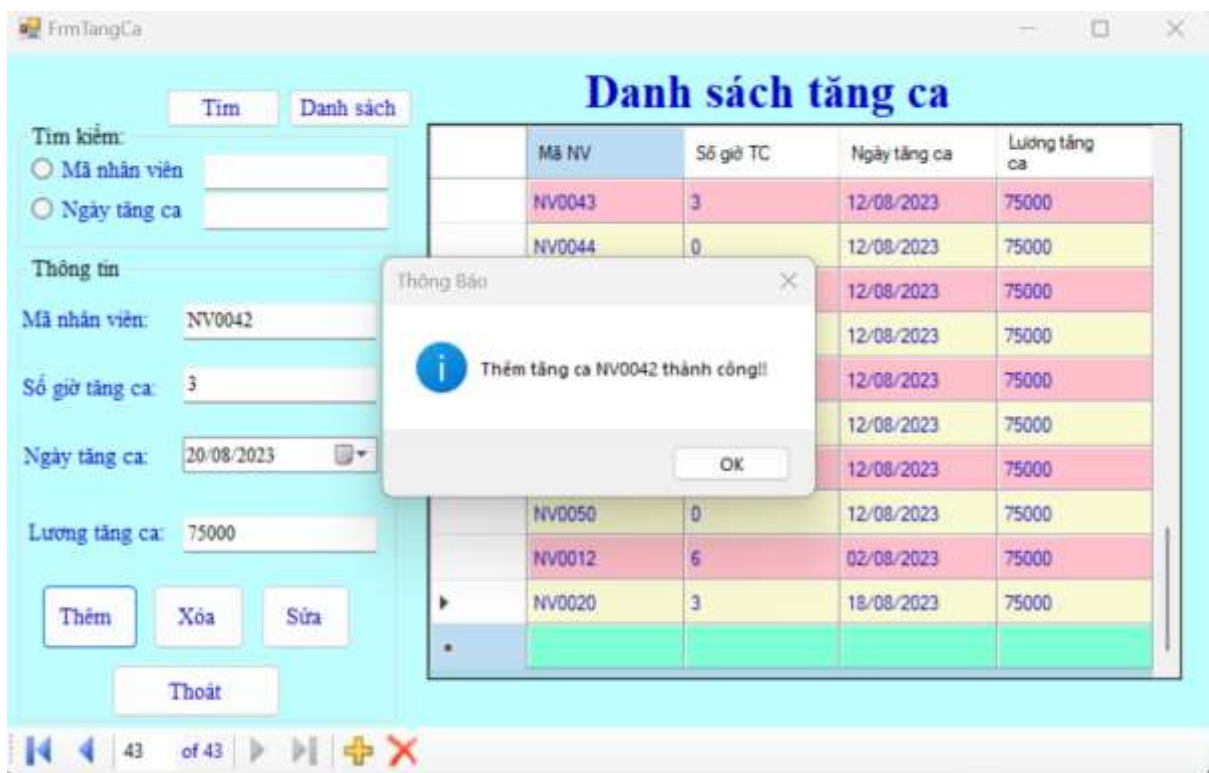 FrmTangCa
Danh sách tăng ca
Tìm
Danh sách
Tìm kiếm:
Mã nhân viên
Ngày tăng ca
Thông tin
Mã nhân viên: NV0042
Số giờ tăng ca: 3
Ngày tăng ca: 20/08/2023
Lương tăng ca: 75000
Thêm
Xóa
Sửa
Thoát
Mã NV Số giờ TC Ngày tăng ca Lương tăng ca
NV0043 3 12/08/2023 75000
NV0044 0 12/08/2023 75000
12/08/2023 75000
12/08/2023 75000
12/08/2023 75000
12/08/2023 75000
12/08/2023 75000
NV0050 0 12/08/2023 75000
NV0012 6 02/08/2023 75000
NV0020 3 18/08/2023 75000
Thông Báo
Thêm tăng ca NV0042 thành công!!
OK
43 of 43